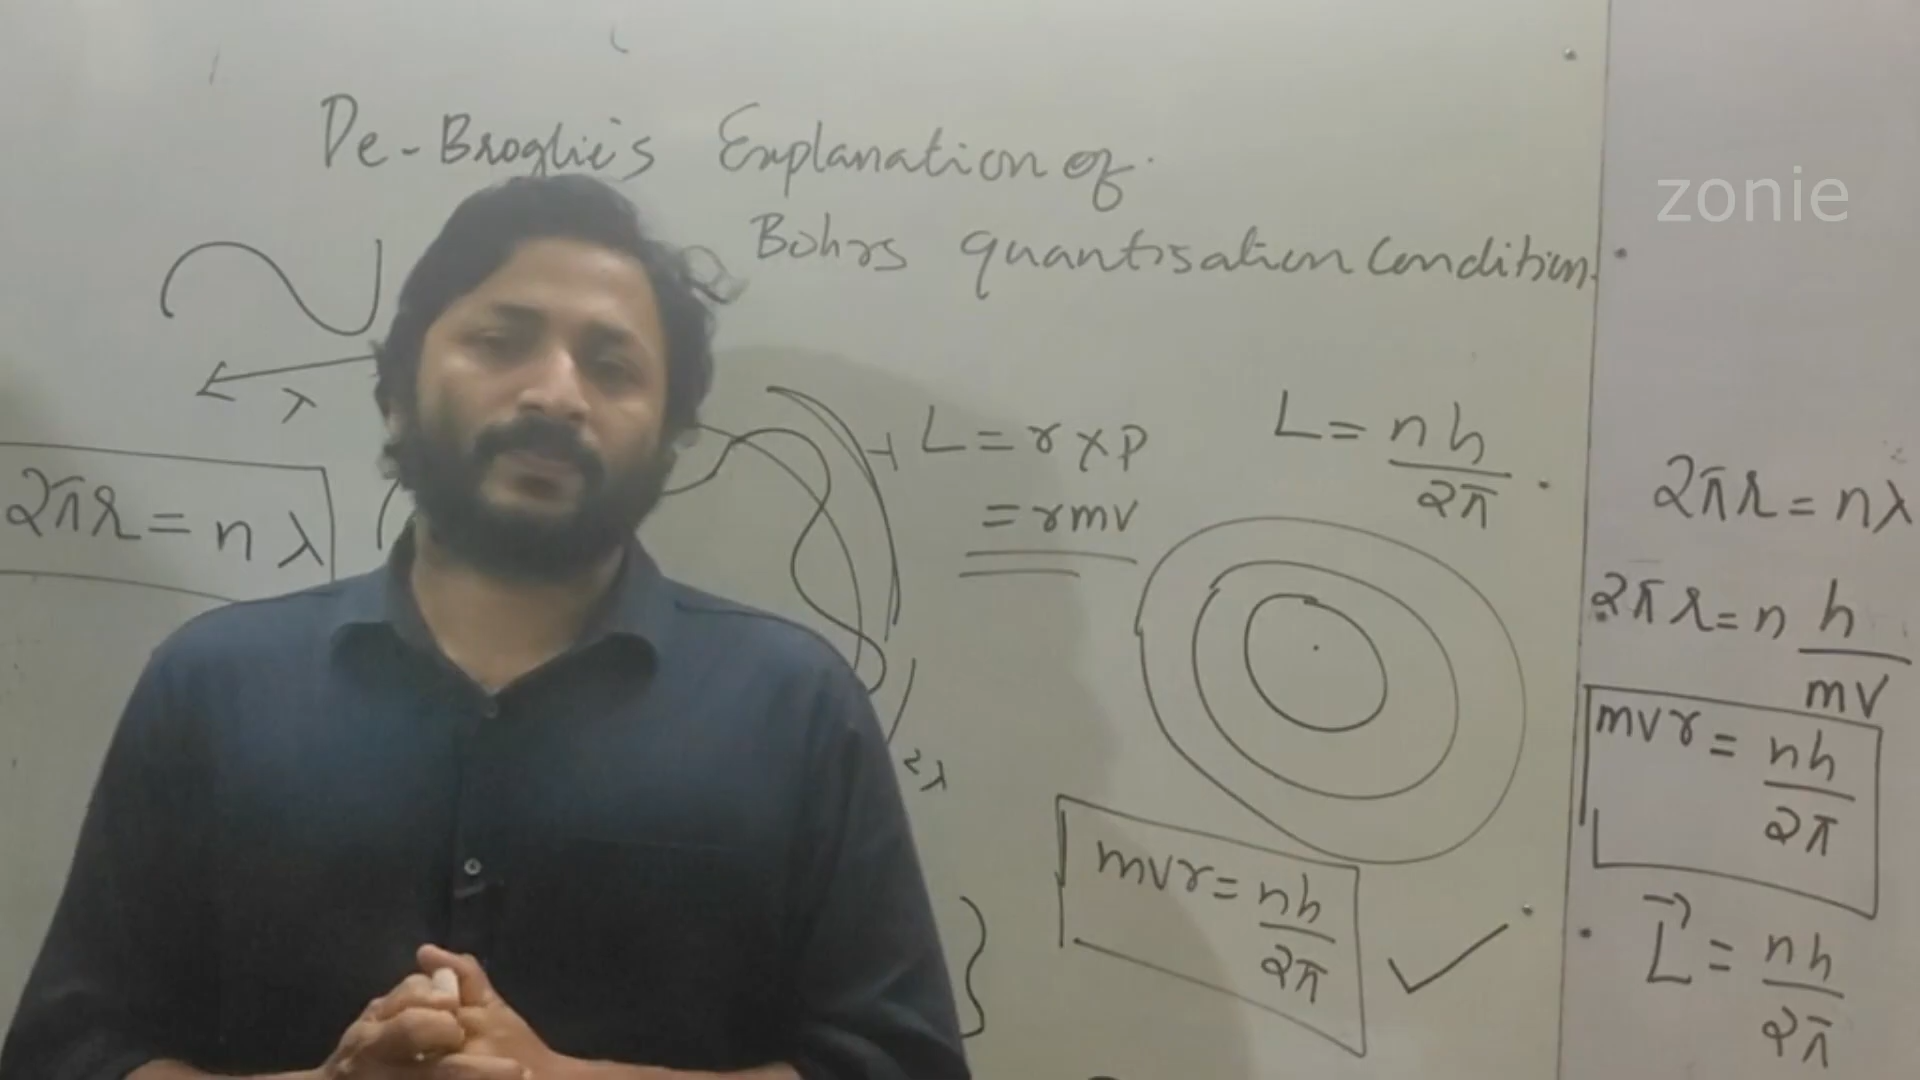 De-Broglie's Explanation of
Bohrs quantisation Condition.
zonie
λ
2πr = nλ
L = r × p
= rmv
L = nh/2π
2λ
mvr = nh/2π
2πr = nλ
2πr = n h/mv
mvr = nh/2π
L⃗ = nh/2π